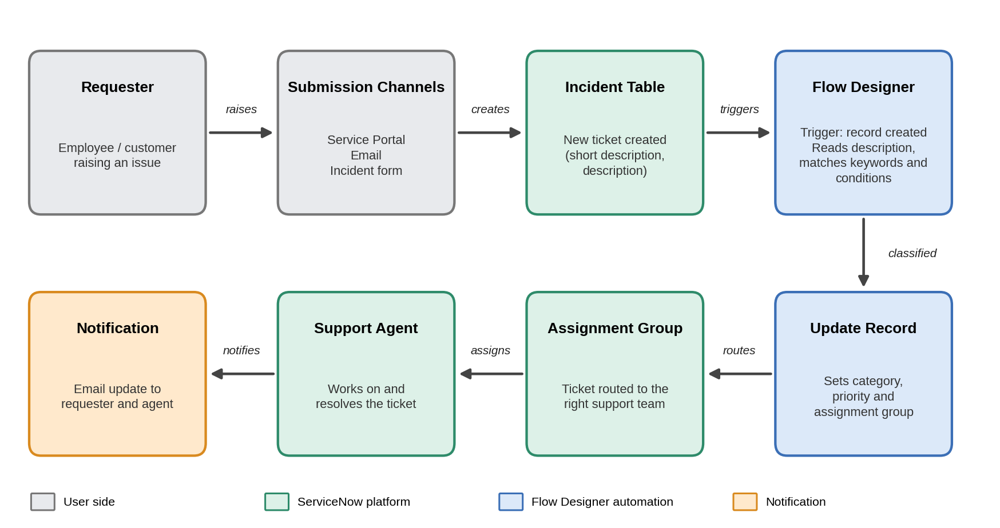 Requester
Employee / customer
raising an issue
raises
Submission Channels
Service Portal
Email
Incident form
creates
Incident Table
New ticket created
(short description,
description)
triggers
Flow Designer
Trigger: record created
Reads description,
matches keywords and
conditions
classified
Update Record
Sets category,
priority and
assignment group
routes
Assignment Group
Ticket routed to the
right support team
assigns
Support Agent
Works on and
resolves the ticket
notifies
Notification
Email update to
requester and agent
User side
ServiceNow platform
Flow Designer automation
Notification